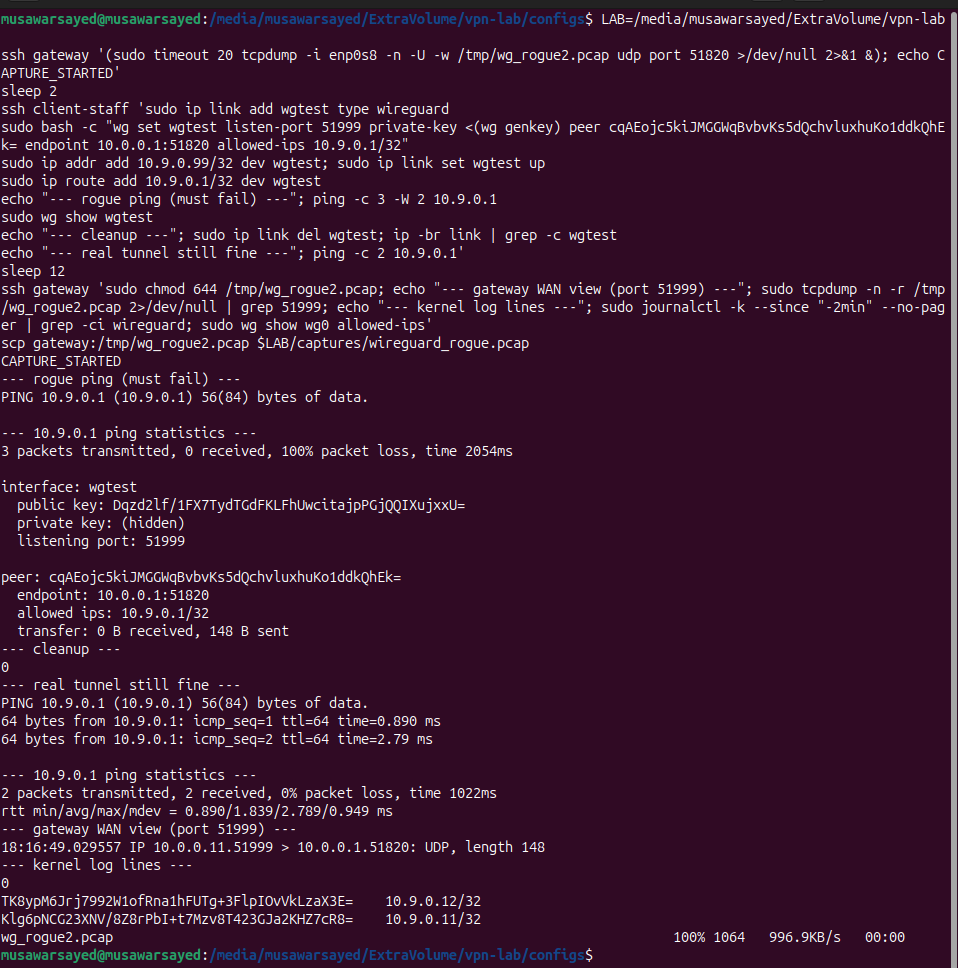 musawarsayed@musawarsayed:/media/musawarsayed/ExtraVolume/vpn-lab/configs$ LAB=/media/musawarsayed/ExtraVolume/vpn-lab
ssh gateway '(sudo timeout 20 tcpdump -i enp0s8 -n -U -w /tmp/wg_rogue2.pcap udp port 51820 >/dev/null 2>&1 &); echo C
APTURE_STARTED'
sleep 2
ssh client-staff 'sudo ip link add wgtest type wireguard
sudo bash -c "wg set wgtest listen-port 51999 private-key <(wg genkey) peer cqAEojc5kiJMGGWqBvbvKs5dQchvluxhuKo1ddkQhE
k= endpoint 10.0.0.1:51820 allowed-ips 10.9.0.1/32"
sudo ip addr add 10.9.0.99/32 dev wgtest; sudo ip link set wgtest up
sudo ip route add 10.9.0.1/32 dev wgtest
echo "--- rogue ping (must fail) ---"; ping -c 3 -W 2 10.9.0.1
sudo wg show wgtest
echo "--- cleanup ---"; sudo ip link del wgtest; ip -br link | grep -c wgtest
echo "--- real tunnel still fine ---"; ping -c 2 10.9.0.1'
sleep 12
ssh gateway 'sudo chmod 644 /tmp/wg_rogue2.pcap; echo "--- gateway WAN view (port 51999) ---"; sudo tcpdump -n -r /tmp
/wg_rogue2.pcap 2>/dev/null | grep 51999; echo "--- kernel log lines ---"; sudo journalctl -k --since "-2min" --no-pag
er | grep -ci wireguard; sudo wg show wg0 allowed-ips'
scp gateway:/tmp/wg_rogue2.pcap $LAB/captures/wireguard_rogue.pcap
CAPTURE_STARTED
--- rogue ping (must fail) ---
PING 10.9.0.1 (10.9.0.1) 56(84) bytes of data.
--- 10.9.0.1 ping statistics ---
3 packets transmitted, 0 received, 100% packet loss, time 2054ms
interface: wgtest
public key: Dqzd2lf/1FX7TydTGdFKLFhUwcitajpPGjQQIXujxxU=
private key: (hidden)
listening port: 51999
peer: cqAEojc5kiJMGGWqBvbvKs5dQchvluxhuKo1ddkQhEk=
endpoint: 10.0.0.1:51820
allowed ips: 10.9.0.1/32
transfer: 0 B received, 148 B sent
--- cleanup ---
0
--- real tunnel still fine ---
PING 10.9.0.1 (10.9.0.1) 56(84) bytes of data.
64 bytes from 10.9.0.1: icmp_seq=1 ttl=64 time=0.890 ms
64 bytes from 10.9.0.1: icmp_seq=2 ttl=64 time=2.79 ms
--- 10.9.0.1 ping statistics ---
2 packets transmitted, 2 received, 0% packet loss, time 1022ms
rtt min/avg/max/mdev = 0.890/1.839/2.789/0.949 ms
--- gateway WAN view (port 51999) ---
18:16:49.029557 IP 10.0.0.11.51999 > 10.0.0.1.51820: UDP, length 148
--- kernel log lines ---
0
TK8ypM6Jrj7992W1ofRna1hFUTg+3FlpIOvVkLzaX3E=    10.9.0.12/32
Klg6pNCG23XNV/8Z8rPbI+t7Mzv8T423GJa2KHZ7cR8=    10.9.0.11/32
wg_rogue2.pcap 100% 1064 996.9KB/s 00:00
musawarsayed@musawarsayed:/media/musawarsayed/ExtraVolume/vpn-lab/configs$